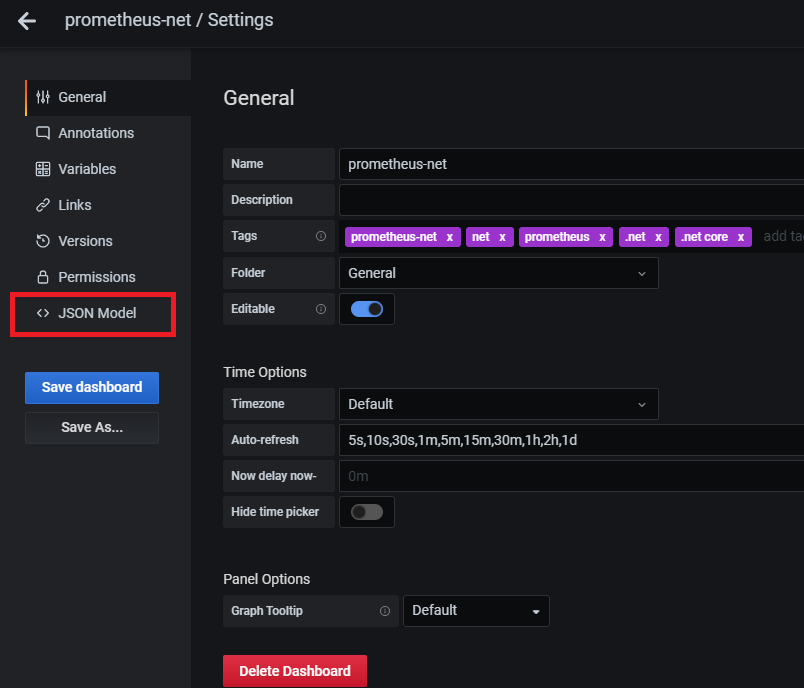 prometheus-net / Settings
General
Annotations
Variables
Links
Versions
Permissions
JSON Model
Save dashboard
Save As...
General
Name prometheus-net
Description
Tags prometheus-net x net x prometheus x .net x .net core x add ta
Folder General
Editable
Time Options
Timezone Default
Auto-refresh 5s,10s,30s,1m,5m,15m,30m,1h,2h,1d
Now delay now- 0m
Hide time picker
Panel Options
Graph Tooltip Default
Delete Dashboard